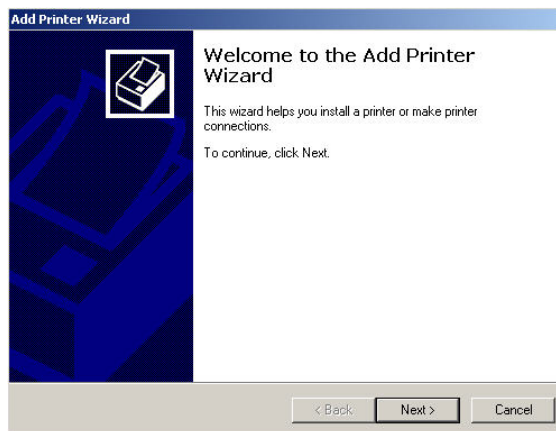 Add Printer Wizard
Welcome to the Add Printer
Wizard
This wizard helps you install a printer or make printer
connections.
To continue, click Next.
< Back
Next >
Cancel